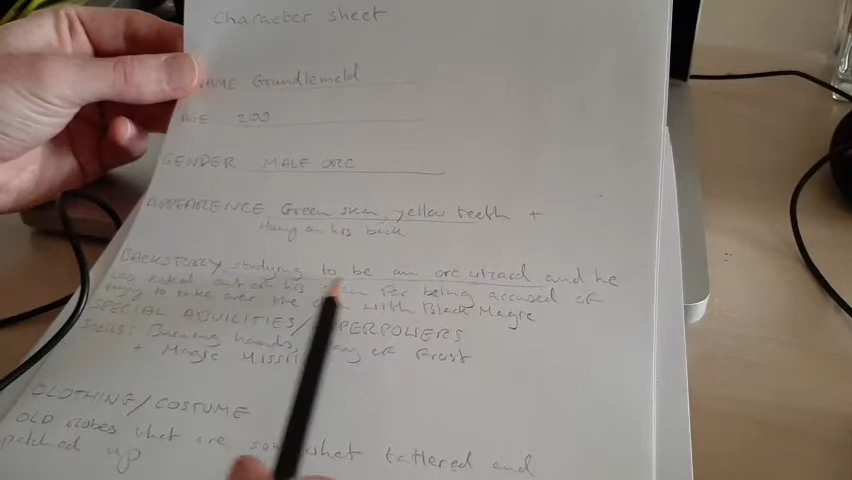 Character sheet
NAME Grundlemeld
AGE 200
GENDER MALE ORC
APPEARENCE Green skin, yellow teeth +
Hung on his back
BACKSTORY studying to be an orc wizard and he
was kicked out of his for being accused of
trying to take over the with Black Magic
SPECIAL ABUILITIES/
spells: Burning hands, of Frost
+ Magic Missil
CLOTHING/COSTUME
OLD robes that are somewhat tattered and
patched up